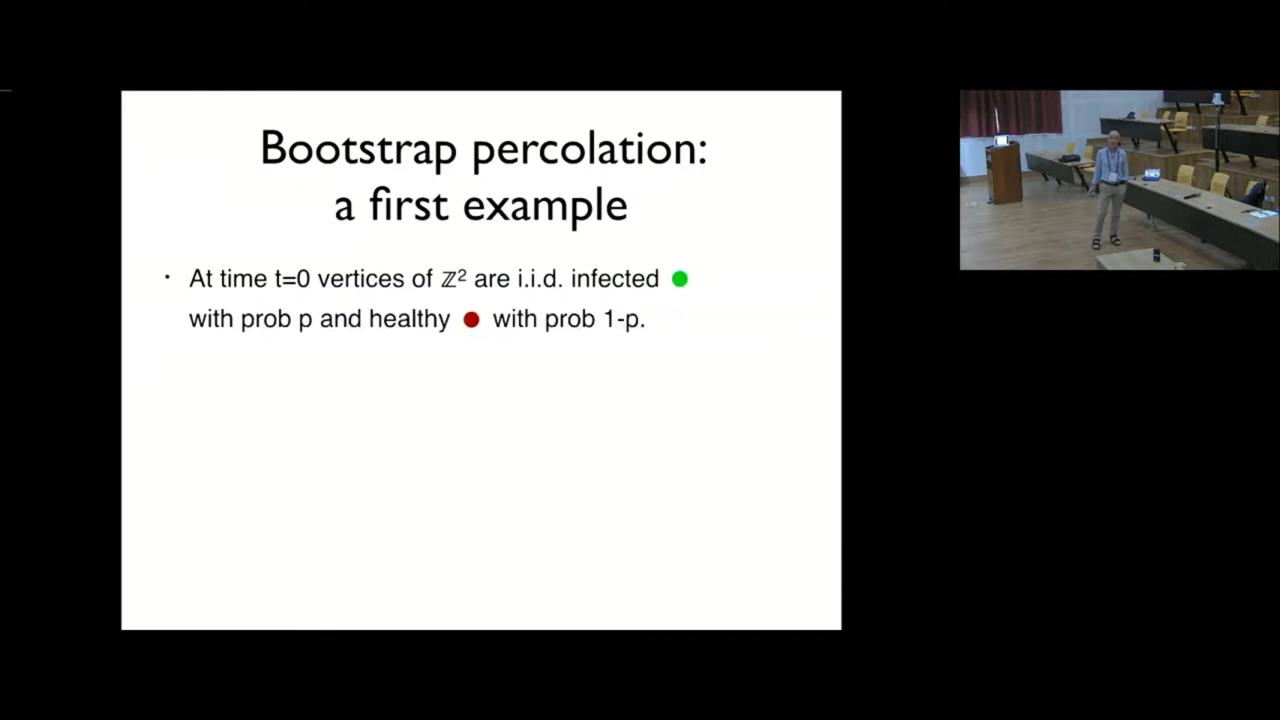 Bootstrap percolation:
a first example
• At time t=0 vertices of ℤ² are i.i.d. infected
with prob p and healthy with prob 1-p.